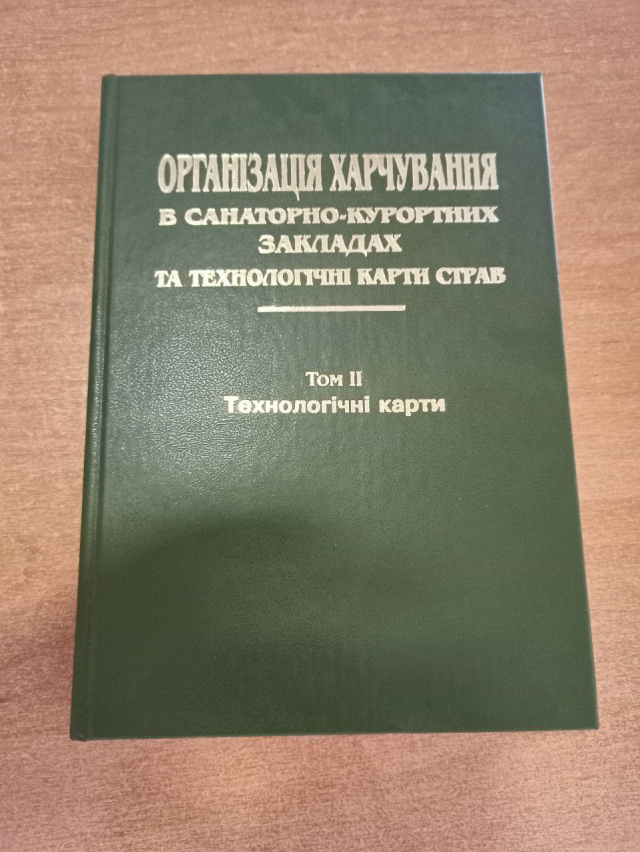 ОРГАНІЗАЦІЯ ХАРЧУВАННЯ
В САНАТОРНО-КУРОРТНИХ
ЗАКЛАДАХ
ТА ТЕХНОЛОГІЧНІ КАРТИ СТРАВ
Том II
Технологічні карти